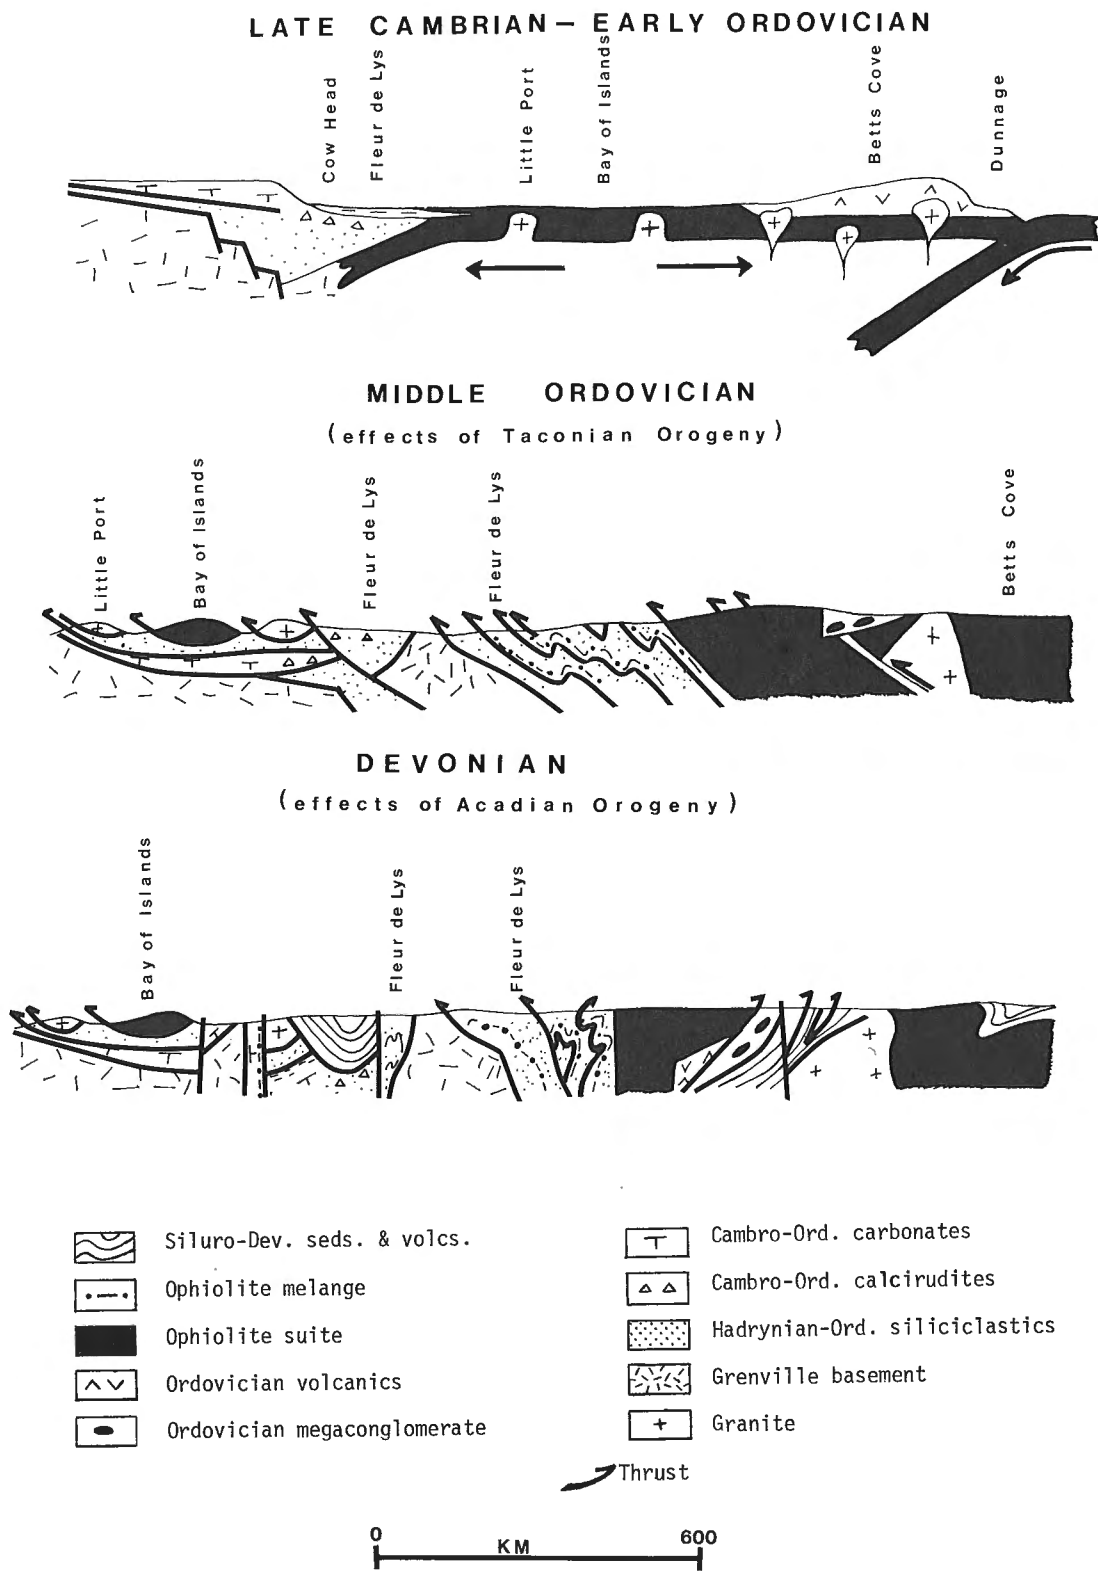 LATE CAMBRIAN — EARLY ORDOVICIAN
Cow Head
Fleur de Lys
Little Port
Bay of Islands
Betts Cove
Dunnage
MIDDLE ORDOVICIAN
(effects of Taconian Orogeny)
Little Port
Bay of Islands
Fleur de Lys
Fleur de Lys
Betts Cove
DEVONIAN
(effects of Acadian Orogeny)
Bay of Islands
Fleur de Lys
Fleur de Lys
Siluro-Dev. seds. & volcs.
Ophiolite melange
Ophiolite suite
Ordovician volcanics
Ordovician megaconglomerate
Cambro-Ord. carbonates
Cambro-Ord. calcirudites
Hadrynian-Ord. siliciclastics
Grenville basement
Granite
Thrust
0 600
KM